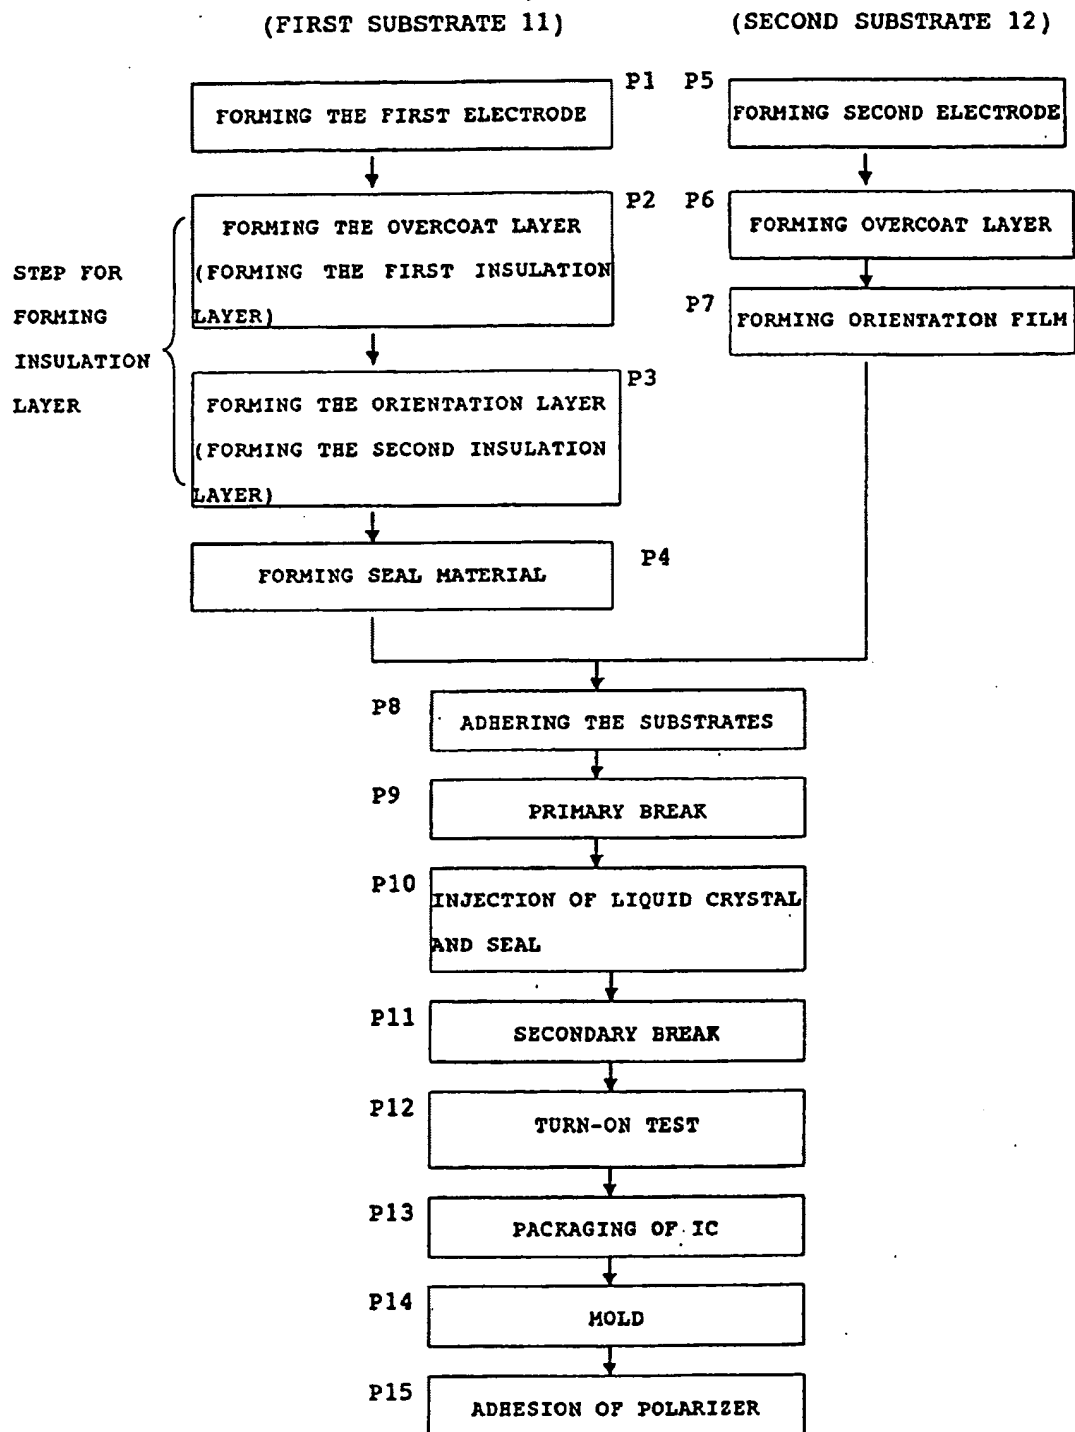 (FIRST SUBSTRATE 11)
(SECOND SUBSTRATE 12)
P1
FORMING THE FIRST ELECTRODE
P2
FORMING THE OVERCOAT LAYER
(FORMING THE FIRST INSULATION
LAYER)
STEP FOR
FORMING
INSULATION
LAYER
P3
FORMING THE ORIENTATION LAYER
(FORMING THE SECOND INSULATION
LAYER)
P4
FORMING SEAL MATERIAL
P5
FORMING SECOND ELECTRODE
P6
FORMING OVERCOAT LAYER
P7
FORMING ORIENTATION FILM
P8
ADHERING THE SUBSTRATES
P9
PRIMARY BREAK
P10
INJECTION OF LIQUID CRYSTAL
AND SEAL
P11
SECONDARY BREAK
P12
TURN-ON TEST
P13
PACKAGING OF IC
P14
MOLD
P15
ADHESION OF POLARIZER